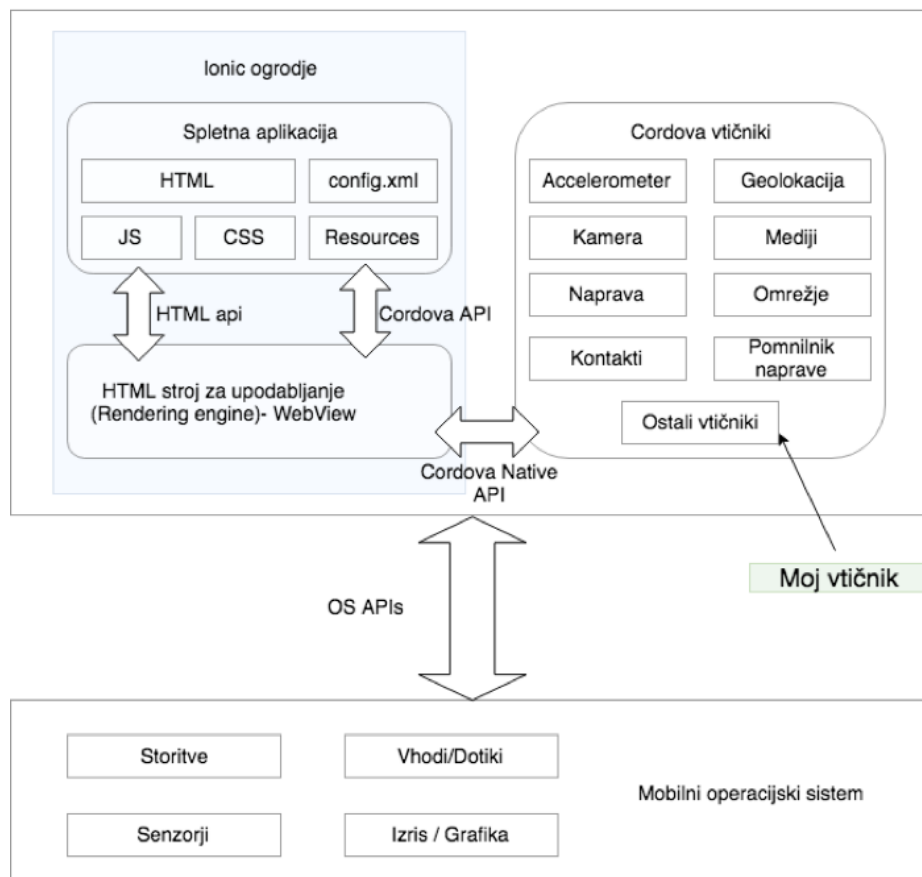 Ionic ogrodje
Spletna aplikacija
HTML
config.xml
JS
CSS
Resources
HTML api
Cordova API
HTML stroj za upodabljanje
(Rendering engine)- WebView
Cordova vtičniki
Accelerometer
Geolokacija
Kamera
Mediji
Naprava
Omrežje
Kontakti
Pomnilnik
naprave
Ostali vtičniki
Cordova Native
API
Moj vtičnik
OS APIs
Storitve
Vhodi/Dotiki
Mobilni operacijski sistem
Senzorji
Izris / Grafika